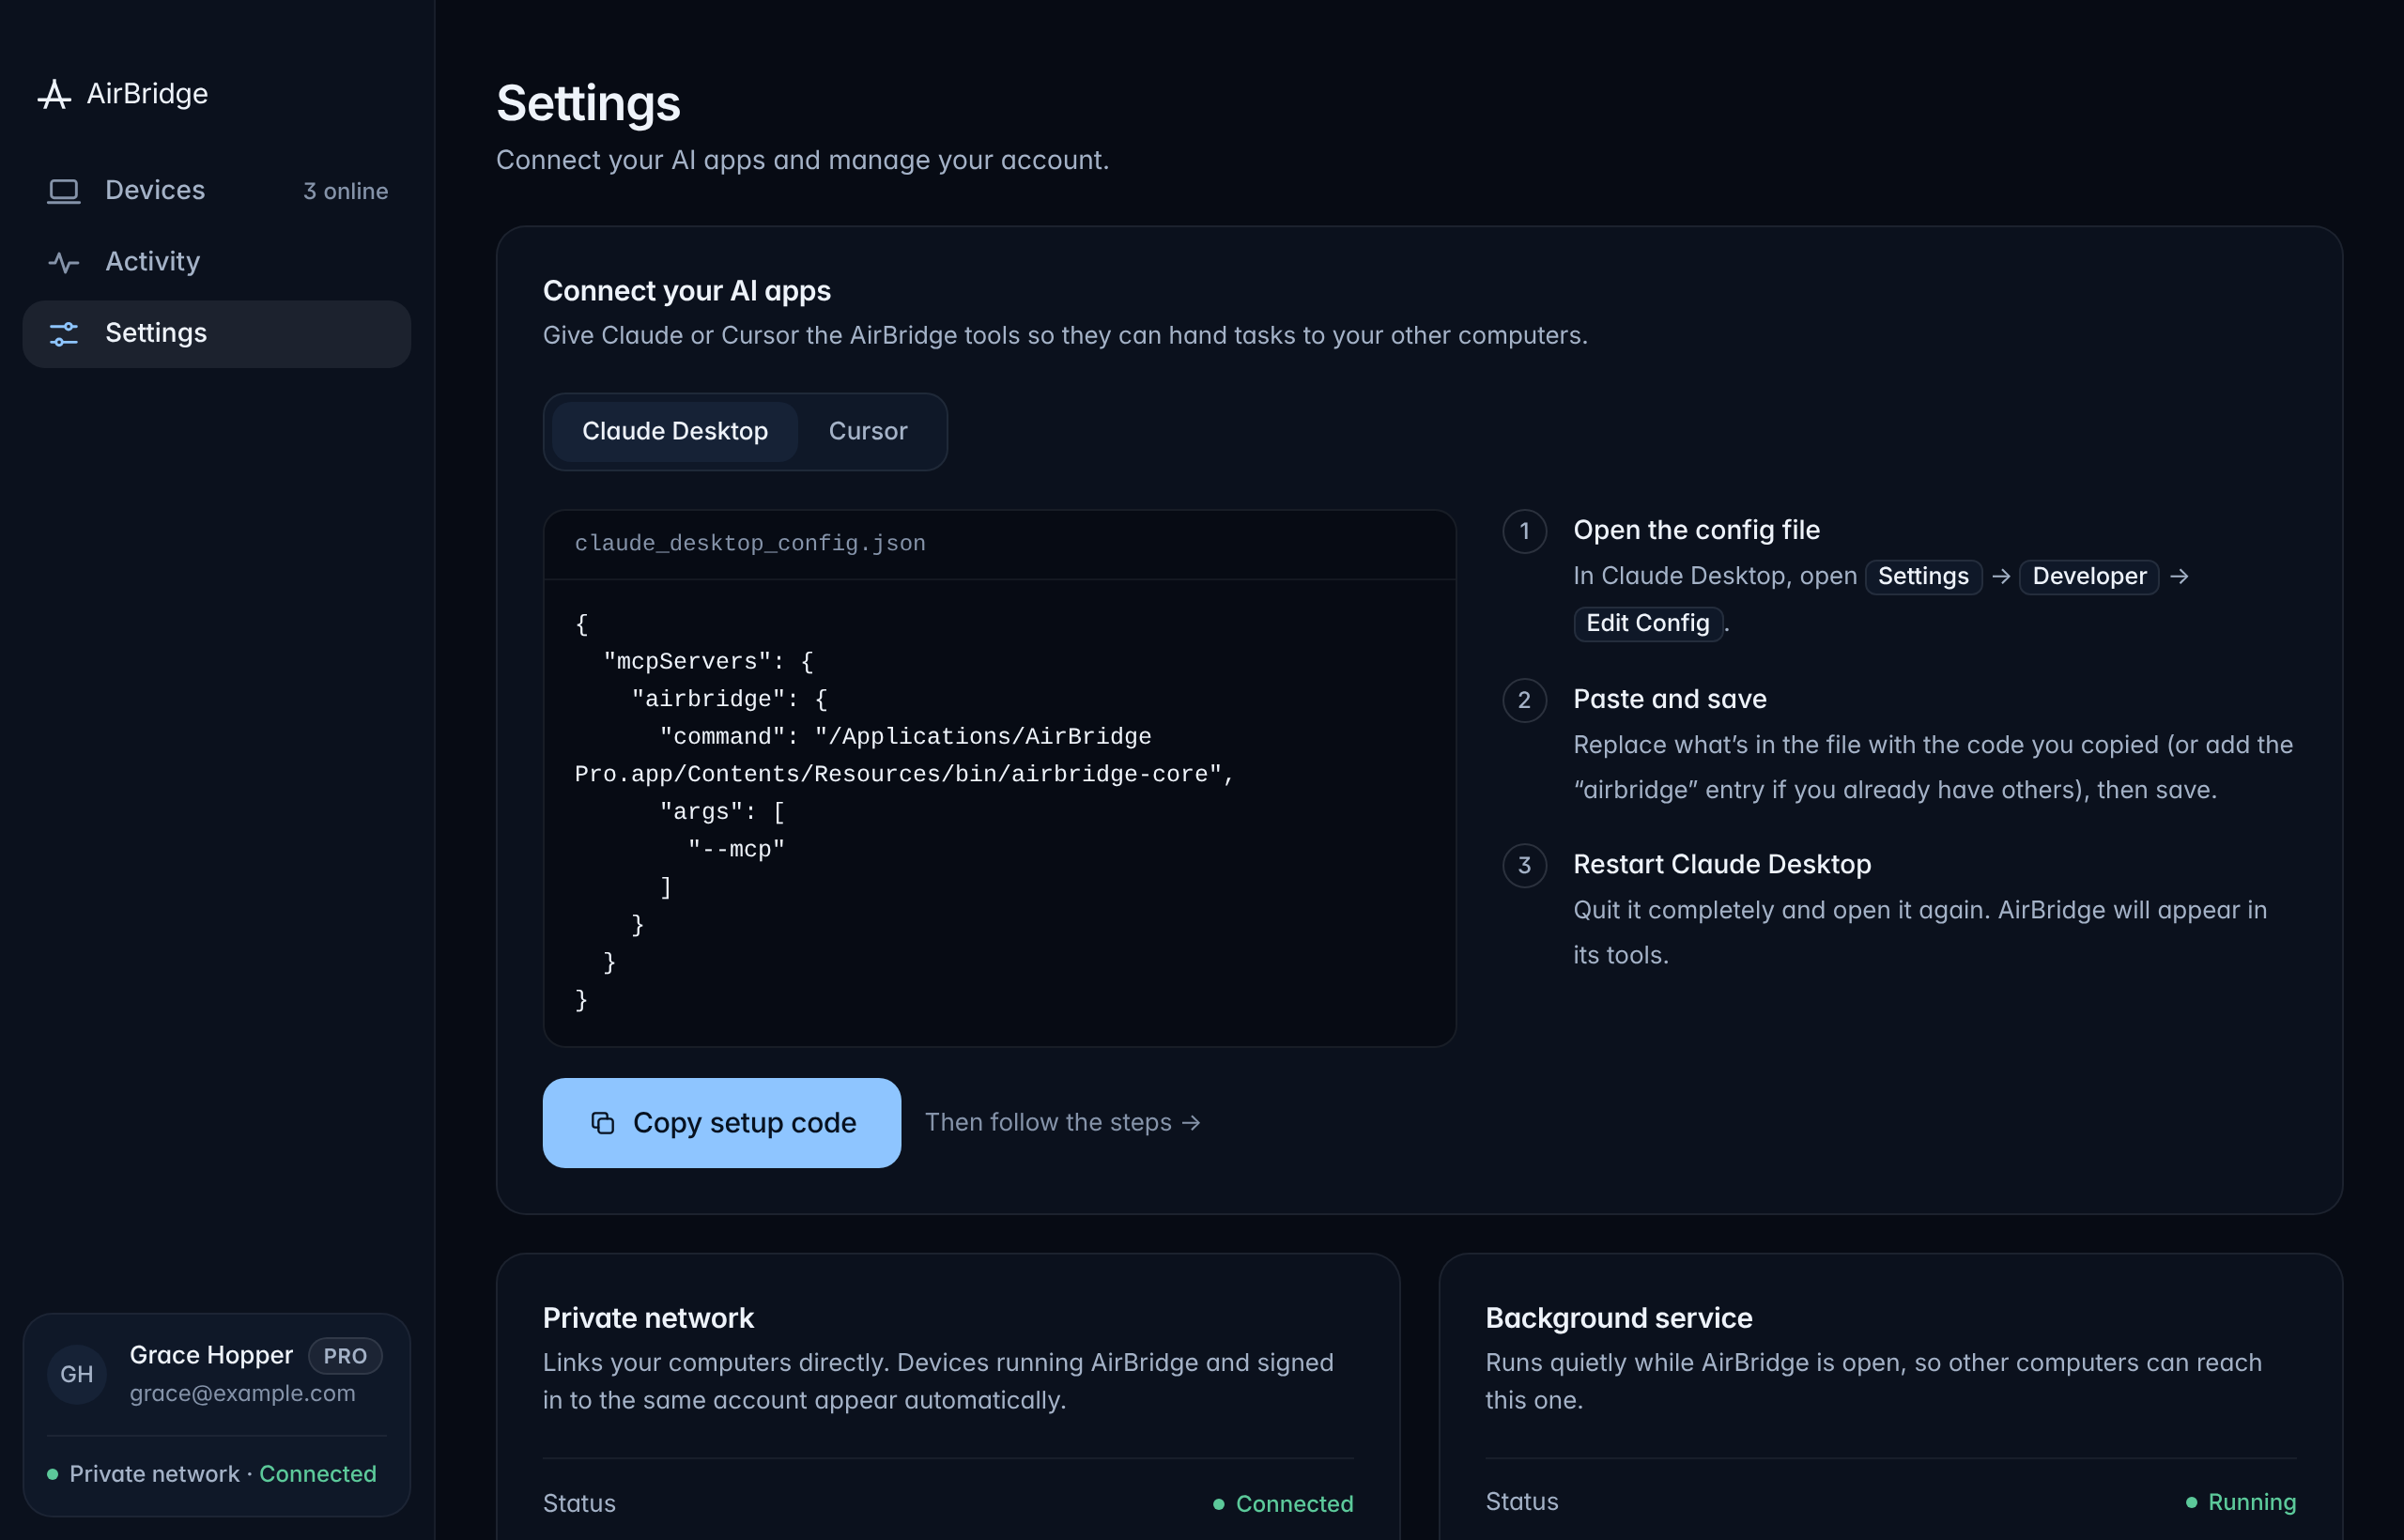 AirBridge
Devices 3 online
Activity
Settings
GH
Grace Hopper PRO
grace@example.com
Private network · Connected
Settings
Connect your AI apps and manage your account.
Connect your AI apps
Give Claude or Cursor the AirBridge tools so they can hand tasks to your other computers.
Claude Desktop Cursor
claude_desktop_config.json
{
  "mcpServers": {
    "airbridge": {
      "command": "/Applications/AirBridge
Pro.app/Contents/Resources/bin/airbridge-core",
      "args": [
        "--mcp"
      ]
    }
  }
}
Copy setup code Then follow the steps →
1 Open the config file
In Claude Desktop, open Settings → Developer →
Edit Config.
2 Paste and save
Replace what’s in the file with the code you copied (or add the
“airbridge” entry if you already have others), then save.
3 Restart Claude Desktop
Quit it completely and open it again. AirBridge will appear in
its tools.
Private network
Links your computers directly. Devices running AirBridge and signed
in to the same account appear automatically.
Status Connected
Background service
Runs quietly while AirBridge is open, so other computers can reach
this one.
Status Running